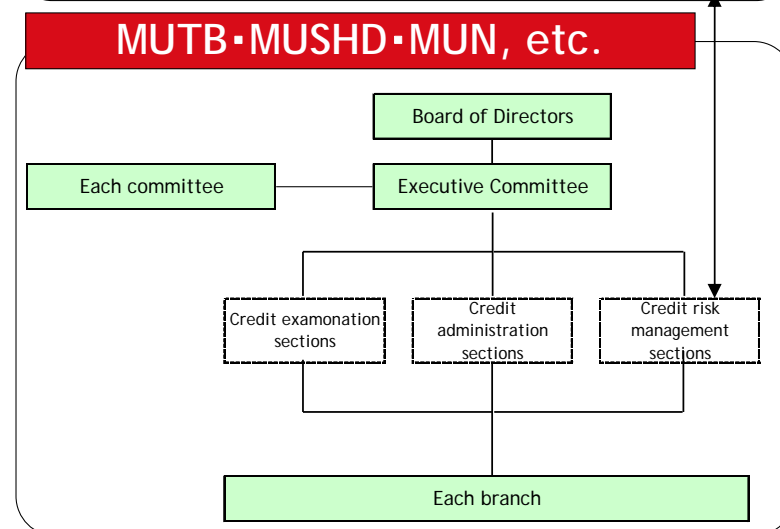 MUTB▪MUSHD▪MUN, etc.
Board of Directors
Each committee
Executive Committee
Credit examonation
sections
Credit
administration
sections
Credit risk
management
sections
Each branch